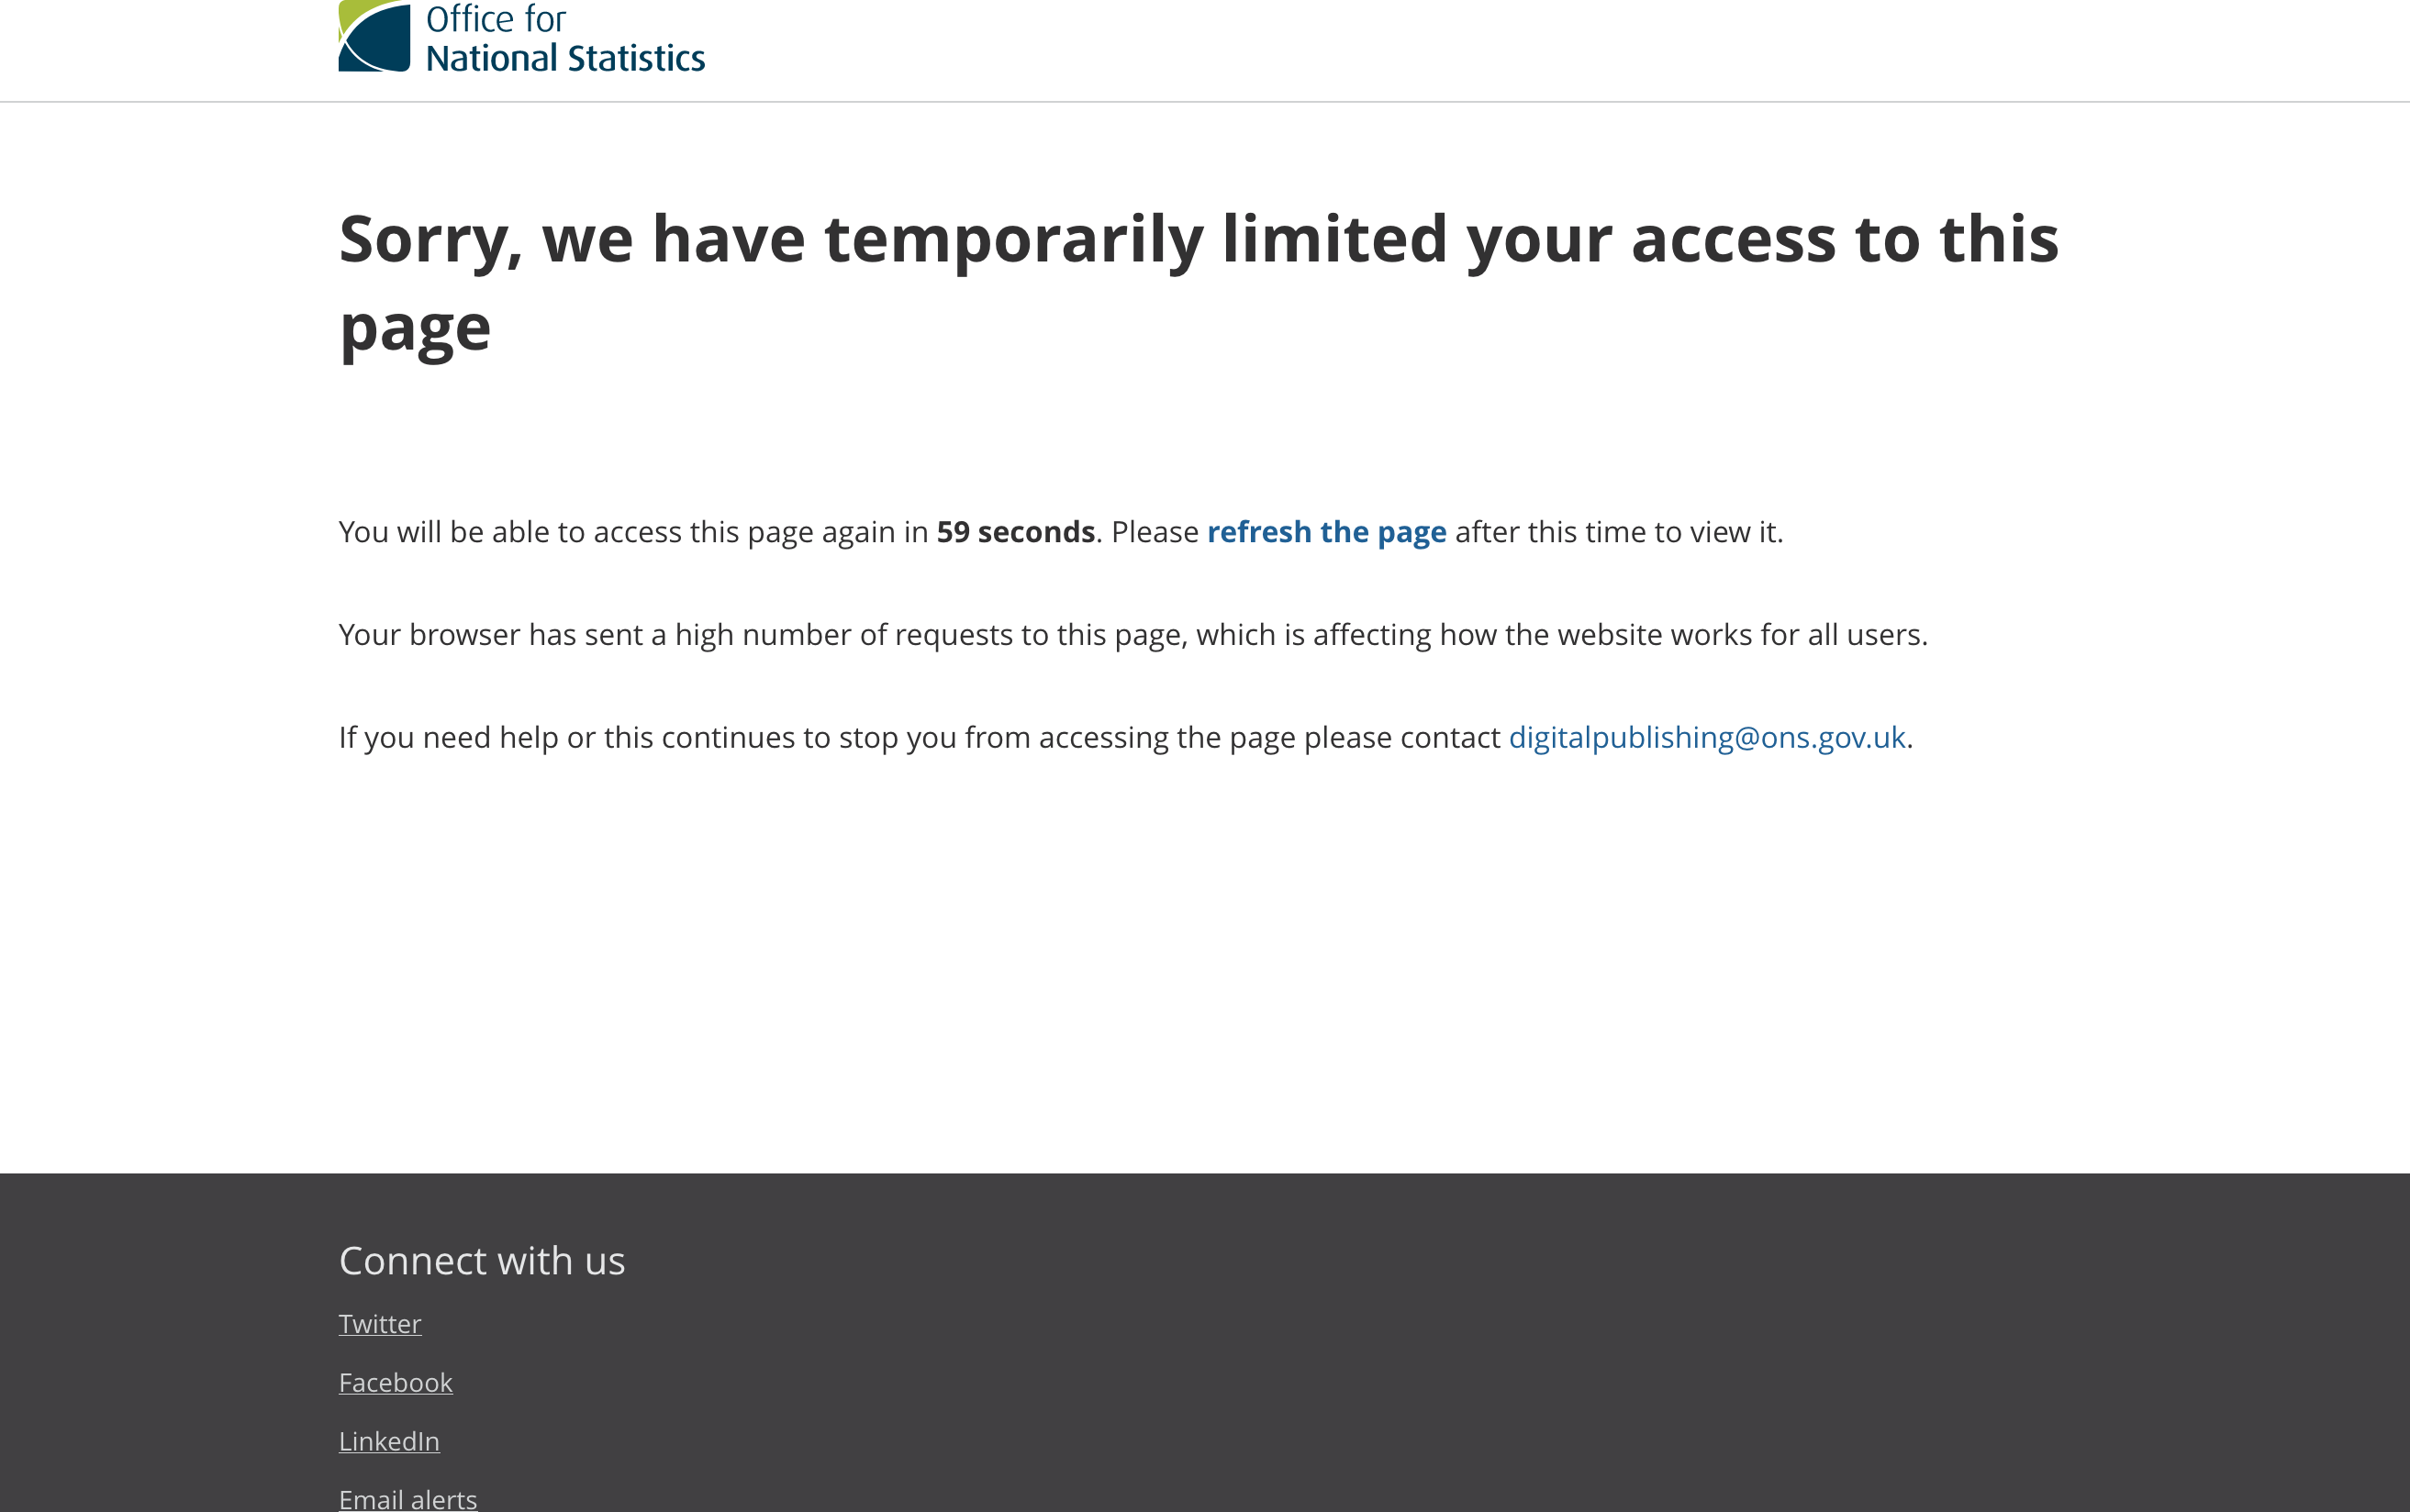 Office for
National Statistics
Sorry, we have temporarily limited your access to this
page
You will be able to access this page again in 59 seconds. Please refresh the page after this time to view it.
Your browser has sent a high number of requests to this page, which is affecting how the website works for all users.
If you need help or this continues to stop you from accessing the page please contact digitalpublishing@ons.gov.uk.
Connect with us
Twitter
Facebook
LinkedIn
Email alerts